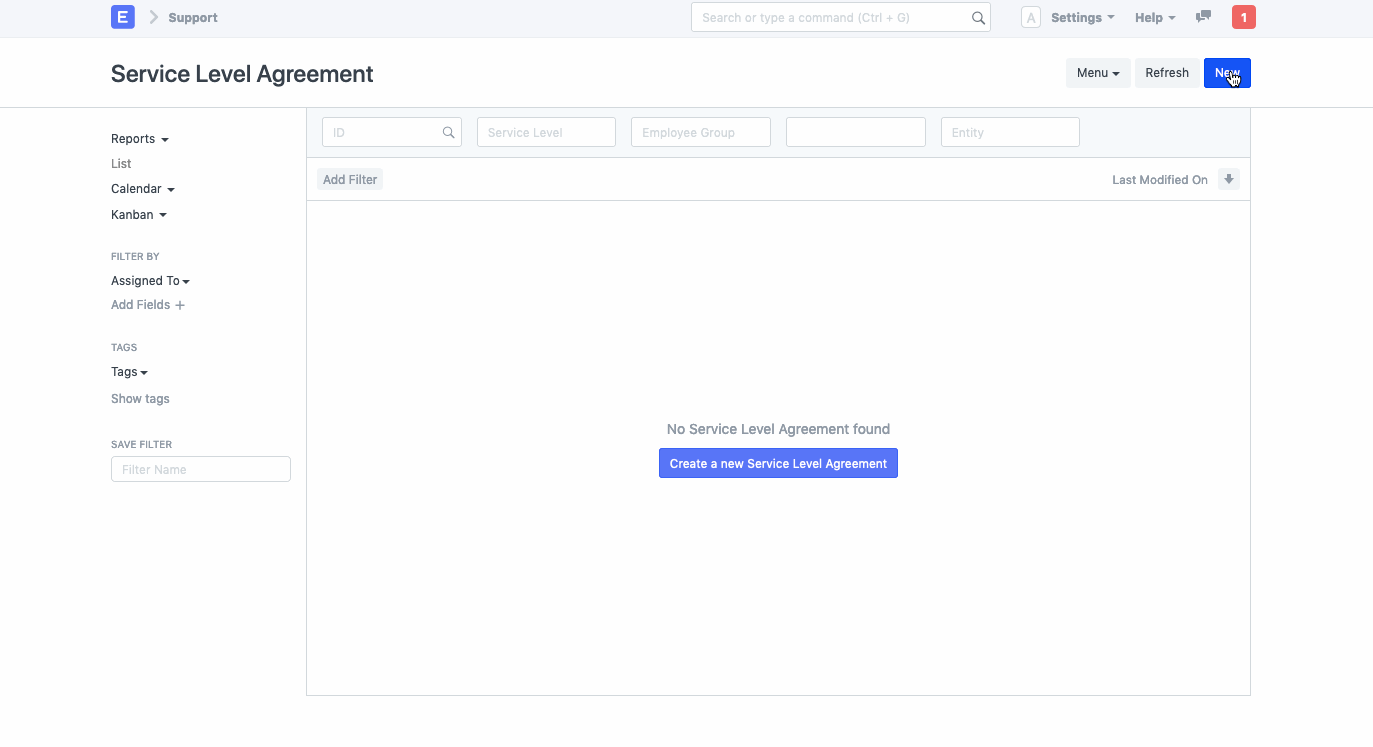 E Support Search or type a command (Ctrl + G) A Settings Help 1
Service Level Agreement Menu Refresh New
ID Service Level Employee Group Entity
Reports
List
Calendar
Kanban
FILTER BY
Assigned To
Add Fields +
TAGS
Tags
Show tags
SAVE FILTER
Filter Name
Add Filter Last Modified On
No Service Level Agreement found
Create a new Service Level Agreement